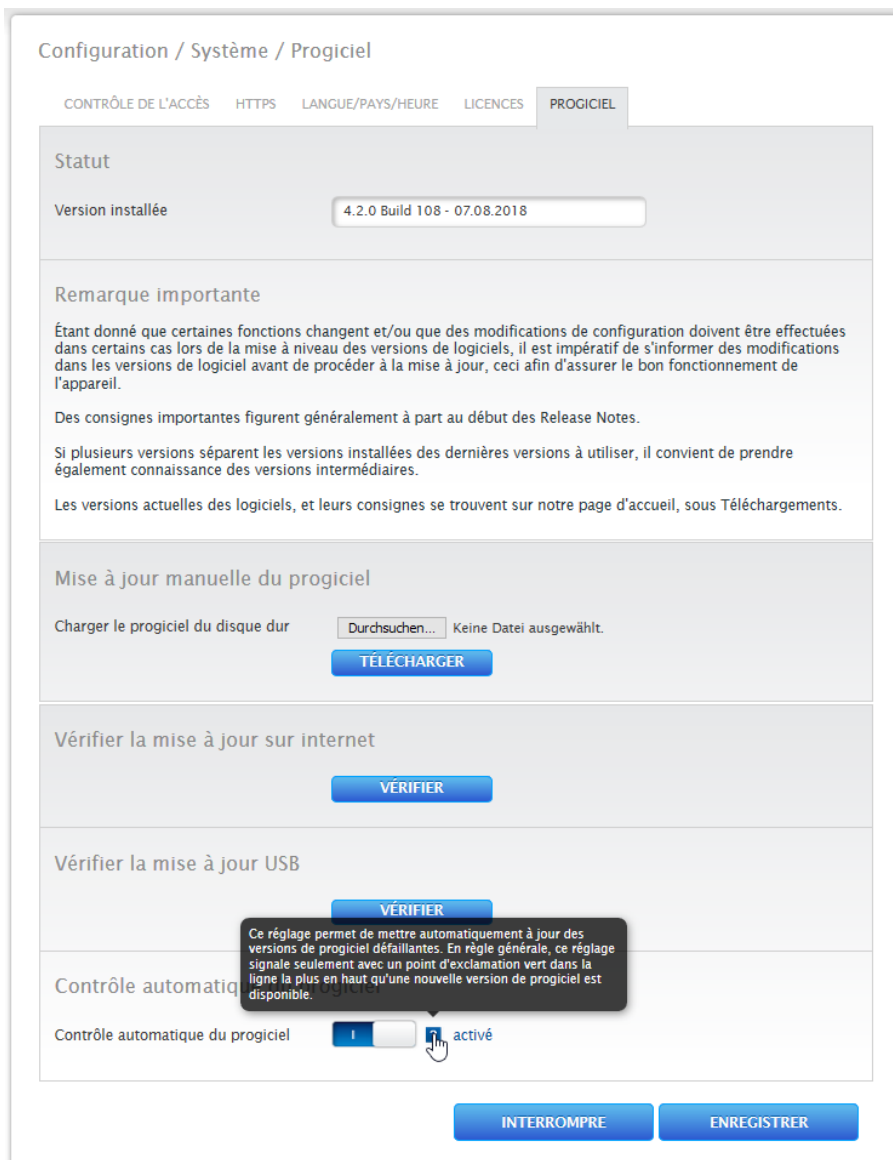 Configuration / Système / Progiciel
CONTRÔLE DE L'ACCÈS HTTPS LANGUE/PAYS/HEURE LICENCES PROGICIEL
Statut
Version installée 4.2.0 Build 108 - 07.08.2018
Remarque importante
Étant donné que certaines fonctions changent et/ou que des modifications de configuration doivent être effectuées
dans certains cas lors de la mise à niveau des versions de logiciels, il est impératif de s'informer des modifications
dans les versions de logiciel avant de procéder à la mise à jour, ceci afin d'assurer le bon fonctionnement de
l'appareil.
Des consignes importantes figurent généralement à part au début des Release Notes.
Si plusieurs versions séparent les versions installées des dernières versions à utiliser, il convient de prendre
également connaissance des versions intermédiaires.
Les versions actuelles des logiciels, et leurs consignes se trouvent sur notre page d'accueil, sous Téléchargements.
Mise à jour manuelle du progiciel
Charger le progiciel du disque dur Durchsuchen... Keine Datei ausgewählt.
TÉLÉCHARGER
Vérifier la mise à jour sur internet
VÉRIFIER
Vérifier la mise à jour USB
VÉRIFIER
Ce réglage permet de mettre automatiquement à jour des
versions de progiciel défaillantes. En règle générale, ce réglage
signale seulement avec un point d'exclamation vert dans la
ligne la plus en haut qu'une nouvelle version de progiciel est
disponible.
Contrôle automatique du progiciel
Contrôle automatique du progiciel I activé
INTERROMPRE ENREGISTRER